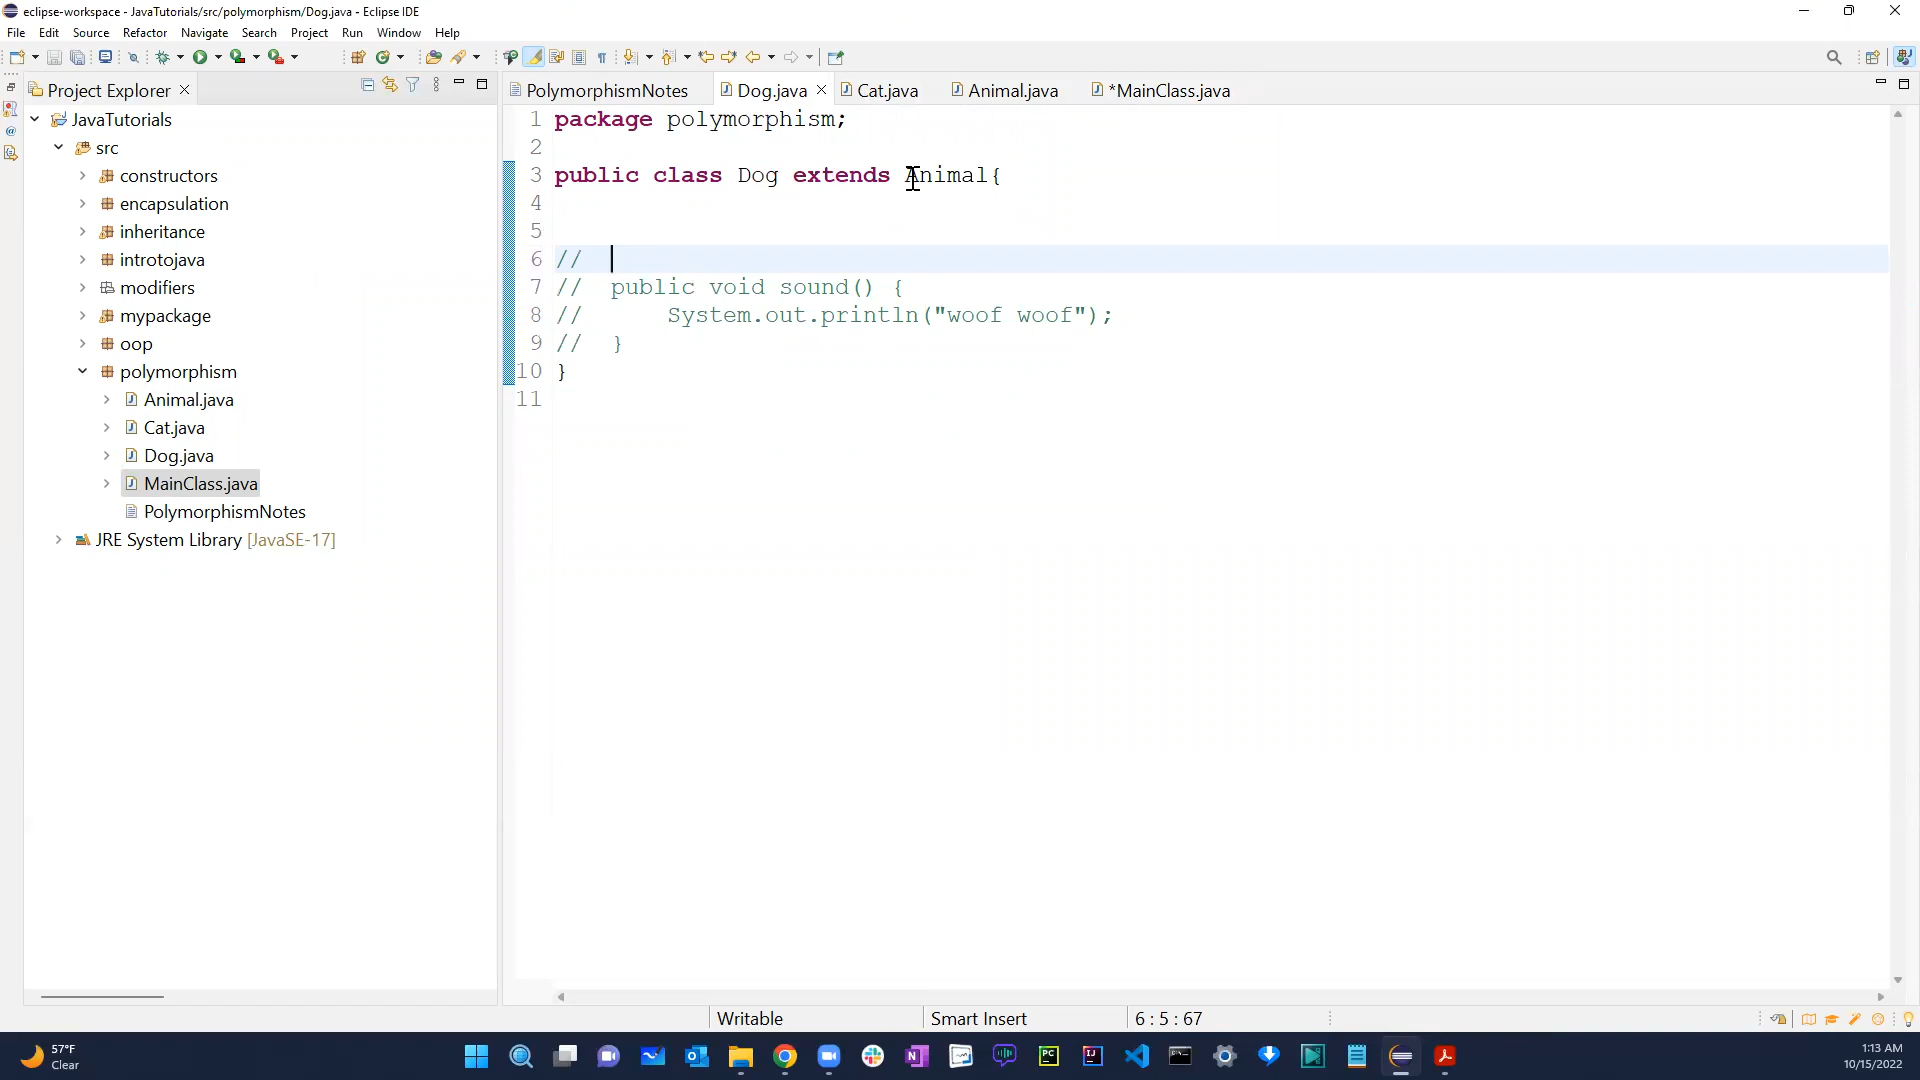 eclipse-workspace - JavaTutorials/src/polymorphism/Dog.java - Eclipse IDE
File Edit Source Refactor Navigate Search Project Run Window Help
Project Explorer
PolymorphismNotes Dog.java Cat.java Animal.java *MainClass.java
JavaTutorials
src
constructors
encapsulation
inheritance
introtojava
modifiers
mypackage
oop
polymorphism
Animal.java
Cat.java
Dog.java
MainClass.java
PolymorphismNotes
JRE System Library [JavaSE-17]
1 package polymorphism;
2
3 public class Dog extends Animal{
4
5
6 //
7 // public void sound() {
8 // System.out.println("woof woof");
9 // }
10 }
11
Writable Smart Insert 6 : 5 : 67
57°F
Clear
PC
IJ
1:13 AM
10/15/2022